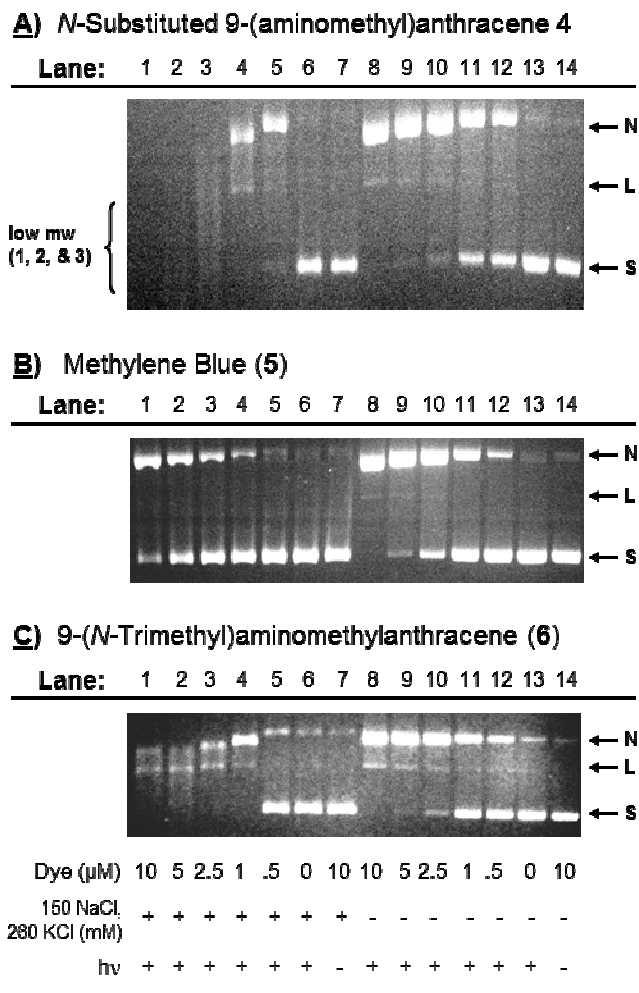 A) N-Substituted 9-(aminomethyl)anthracene 4
Lane: 1 2 3 4 5 6 7 8 9 10 11 12 13 14
N
L
low mw
(1, 2, & 3)
S
B) Methylene Blue (5)
Lane: 1 2 3 4 5 6 7 8 9 10 11 12 13 14
N
L
S
C) 9-(N-Trimethyl)aminomethylanthracene (6)
Lane: 1 2 3 4 5 6 7 8 9 10 11 12 13 14
N
L
S
Dye (µM) 10 5 2.5 1 .5 0 10 10 5 2.5 1 .5 0 10
150 NaCl,
260 KCl (mM) + + + + + + + - - - - - - -
hν + + + + + + - + + + + + + -